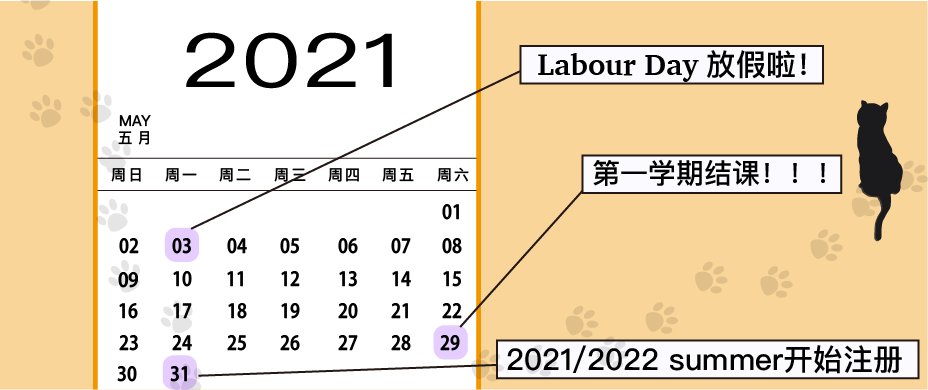 2021
Labour Day 放假啦！
MAY
五 月
周日 周一 周二 周三 周四 周五 周六
第一学期结课！！！
01
02 03 04 05 06 07 08
09 10 11 12 13 14 15
16 17 18 19 20 21 22
23 24 25 26 27 28 29
30 31
2021/2022 summer开始注册